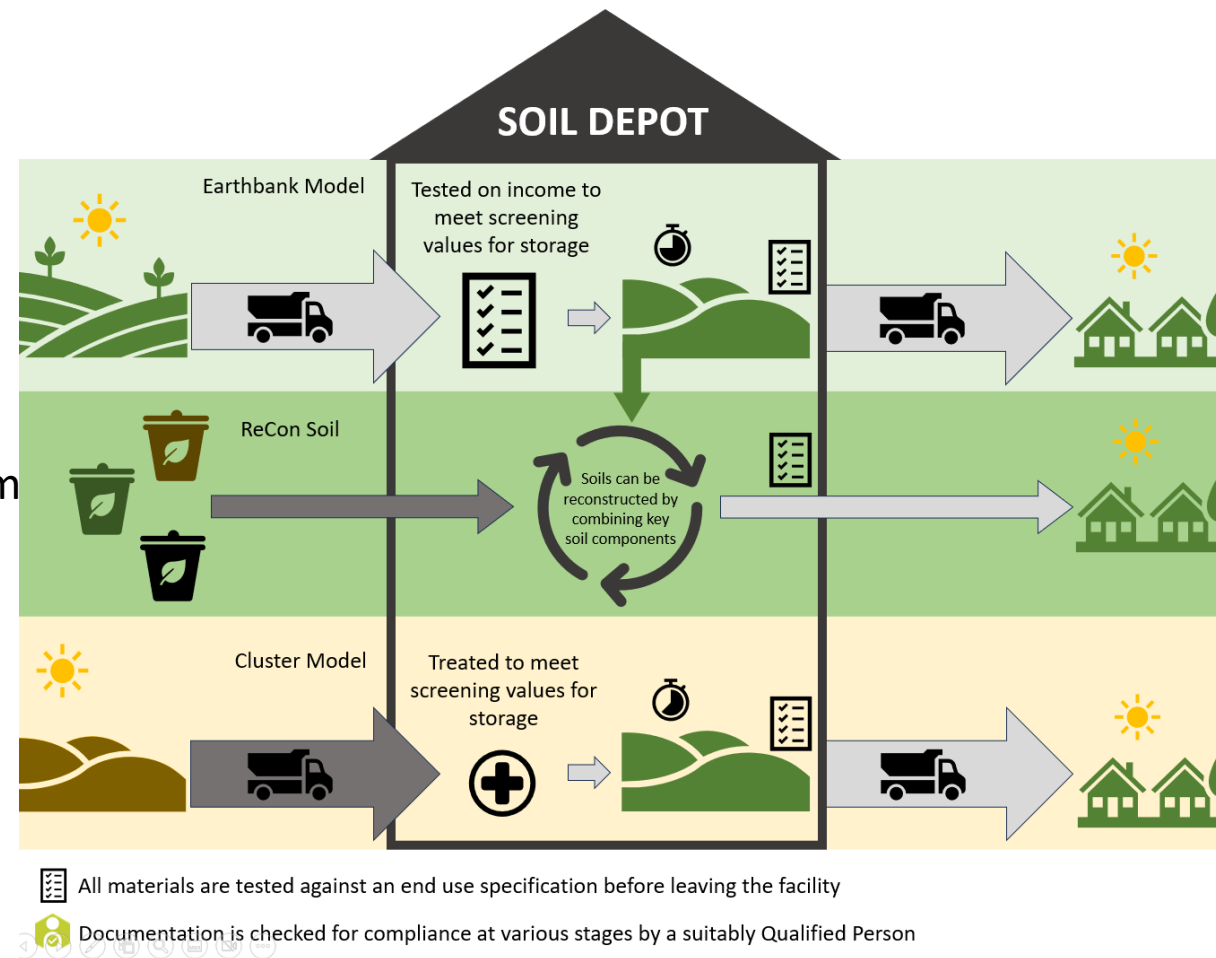 SOIL DEPOT
Earthbank Model
Tested on income to
meet screening
values for storage
ReCon Soil
m
Soils can be
reconstructed by
combining key
soil components
Cluster Model
Treated to meet
screening values for
storage
All materials are tested against an end use specification before leaving the facility
Documentation is checked for compliance at various stages by a suitably Qualified Person